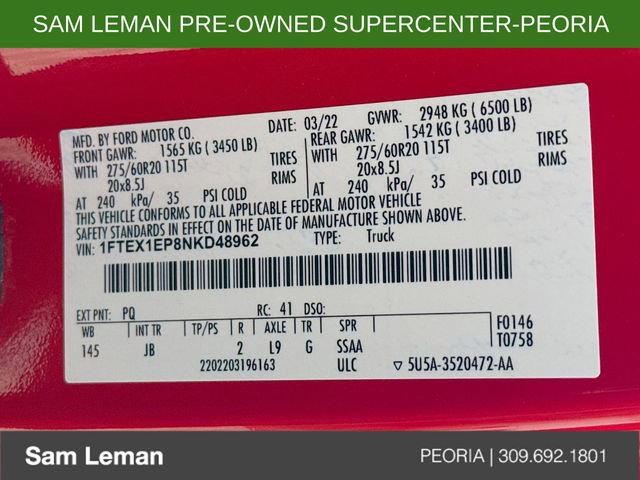 SAM LEMAN PRE-OWNED SUPERCENTER-PEORIA
MFD. BY FORD MOTOR CO.
DATE: 03/22
GVWR: 2948 KG (6500 LB)
FRONT GAWR: 1565 KG (3450 LB)
REAR GAWR: 1542 KG (3400 LB)
WITH 275/60R20 115T TIRES
WITH 275/60R20 115T TIRES
20x8.5J RIMS
20x8.5J RIMS
AT 240 kPa/ 35 PSI COLD
AT 240 kPa/ 35 PSI COLD
THIS VEHICLE CONFORMS TO ALL APPLICABLE FEDERAL MOTOR VEHICLE
SAFETY STANDARDS IN EFFECT ON THE DATE OF MANUFACTURE SHOWN ABOVE.
VIN: 1FTEX1EP8NKD48962
TYPE: Truck
EXT PNT: PQ
RC: 41 DSO:
WB INT TR TP/PS R AXLE TR SPR
145 JB 2 L9 G SSAA
2202203196163
ULC
F0146
T0758
5U5A-3520472-AA
Sam Leman
PEORIA | 309.692.1801